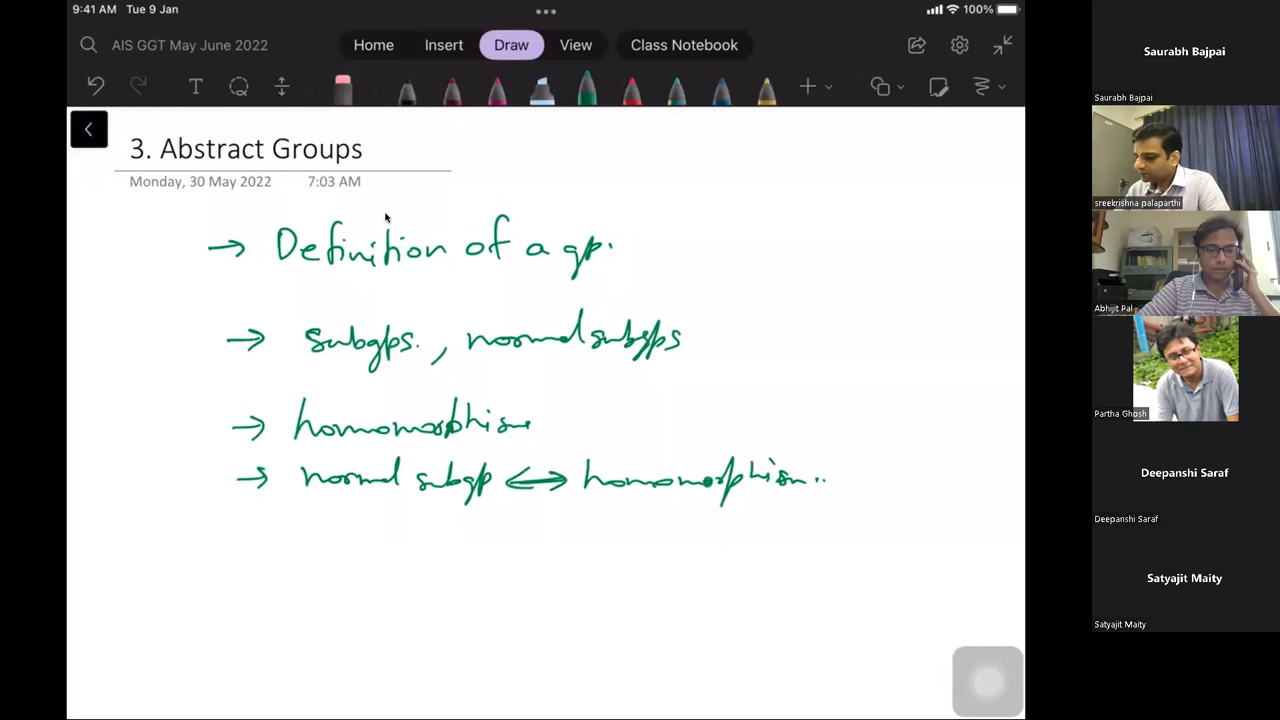 9:41 AM Tue 9 Jan
100%
AIS GGT May June 2022
Home Insert Draw View Class Notebook
3. Abstract Groups
Monday, 30 May 2022 7:03 AM
→ Definition of a gp.
→ subgps. , normal subgps
→ homomorphism
→ normal subgp ⟷ homomorphism..
Saurabh Bajpai
Saurabh Bajpai
sreekrishna palaparthi
Abhijit Pal
Partha Ghosh
Deepanshi Saraf
Deepanshi Saraf
Satyajit Maity
Satyajit Maity